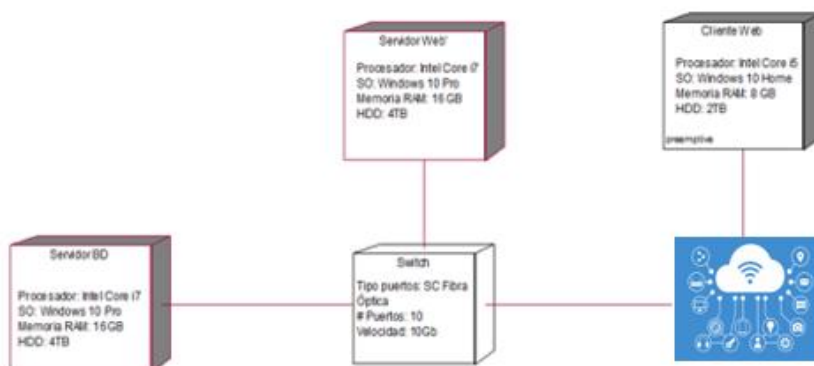 Servidor Web'
Procesador: Intel Core i7
SO: Windows 10 Pro
Memoria RAM: 16 GB
HDD: 4TB
Cliente Web
Procesador: Intel Core i5
SO: Windows 10 Home
Memoria RAM: 8 GB
HDD: 2TB
preemptive
Servidor BD
Procesador: Intel Core i7
SO: Windows 10 Pro
Memoria RAM: 16GB
HDD: 4TB
Switch
Tipo puertos: SC Fibra
Óptica
# Puertos: 10
Velocidad: 10Gb